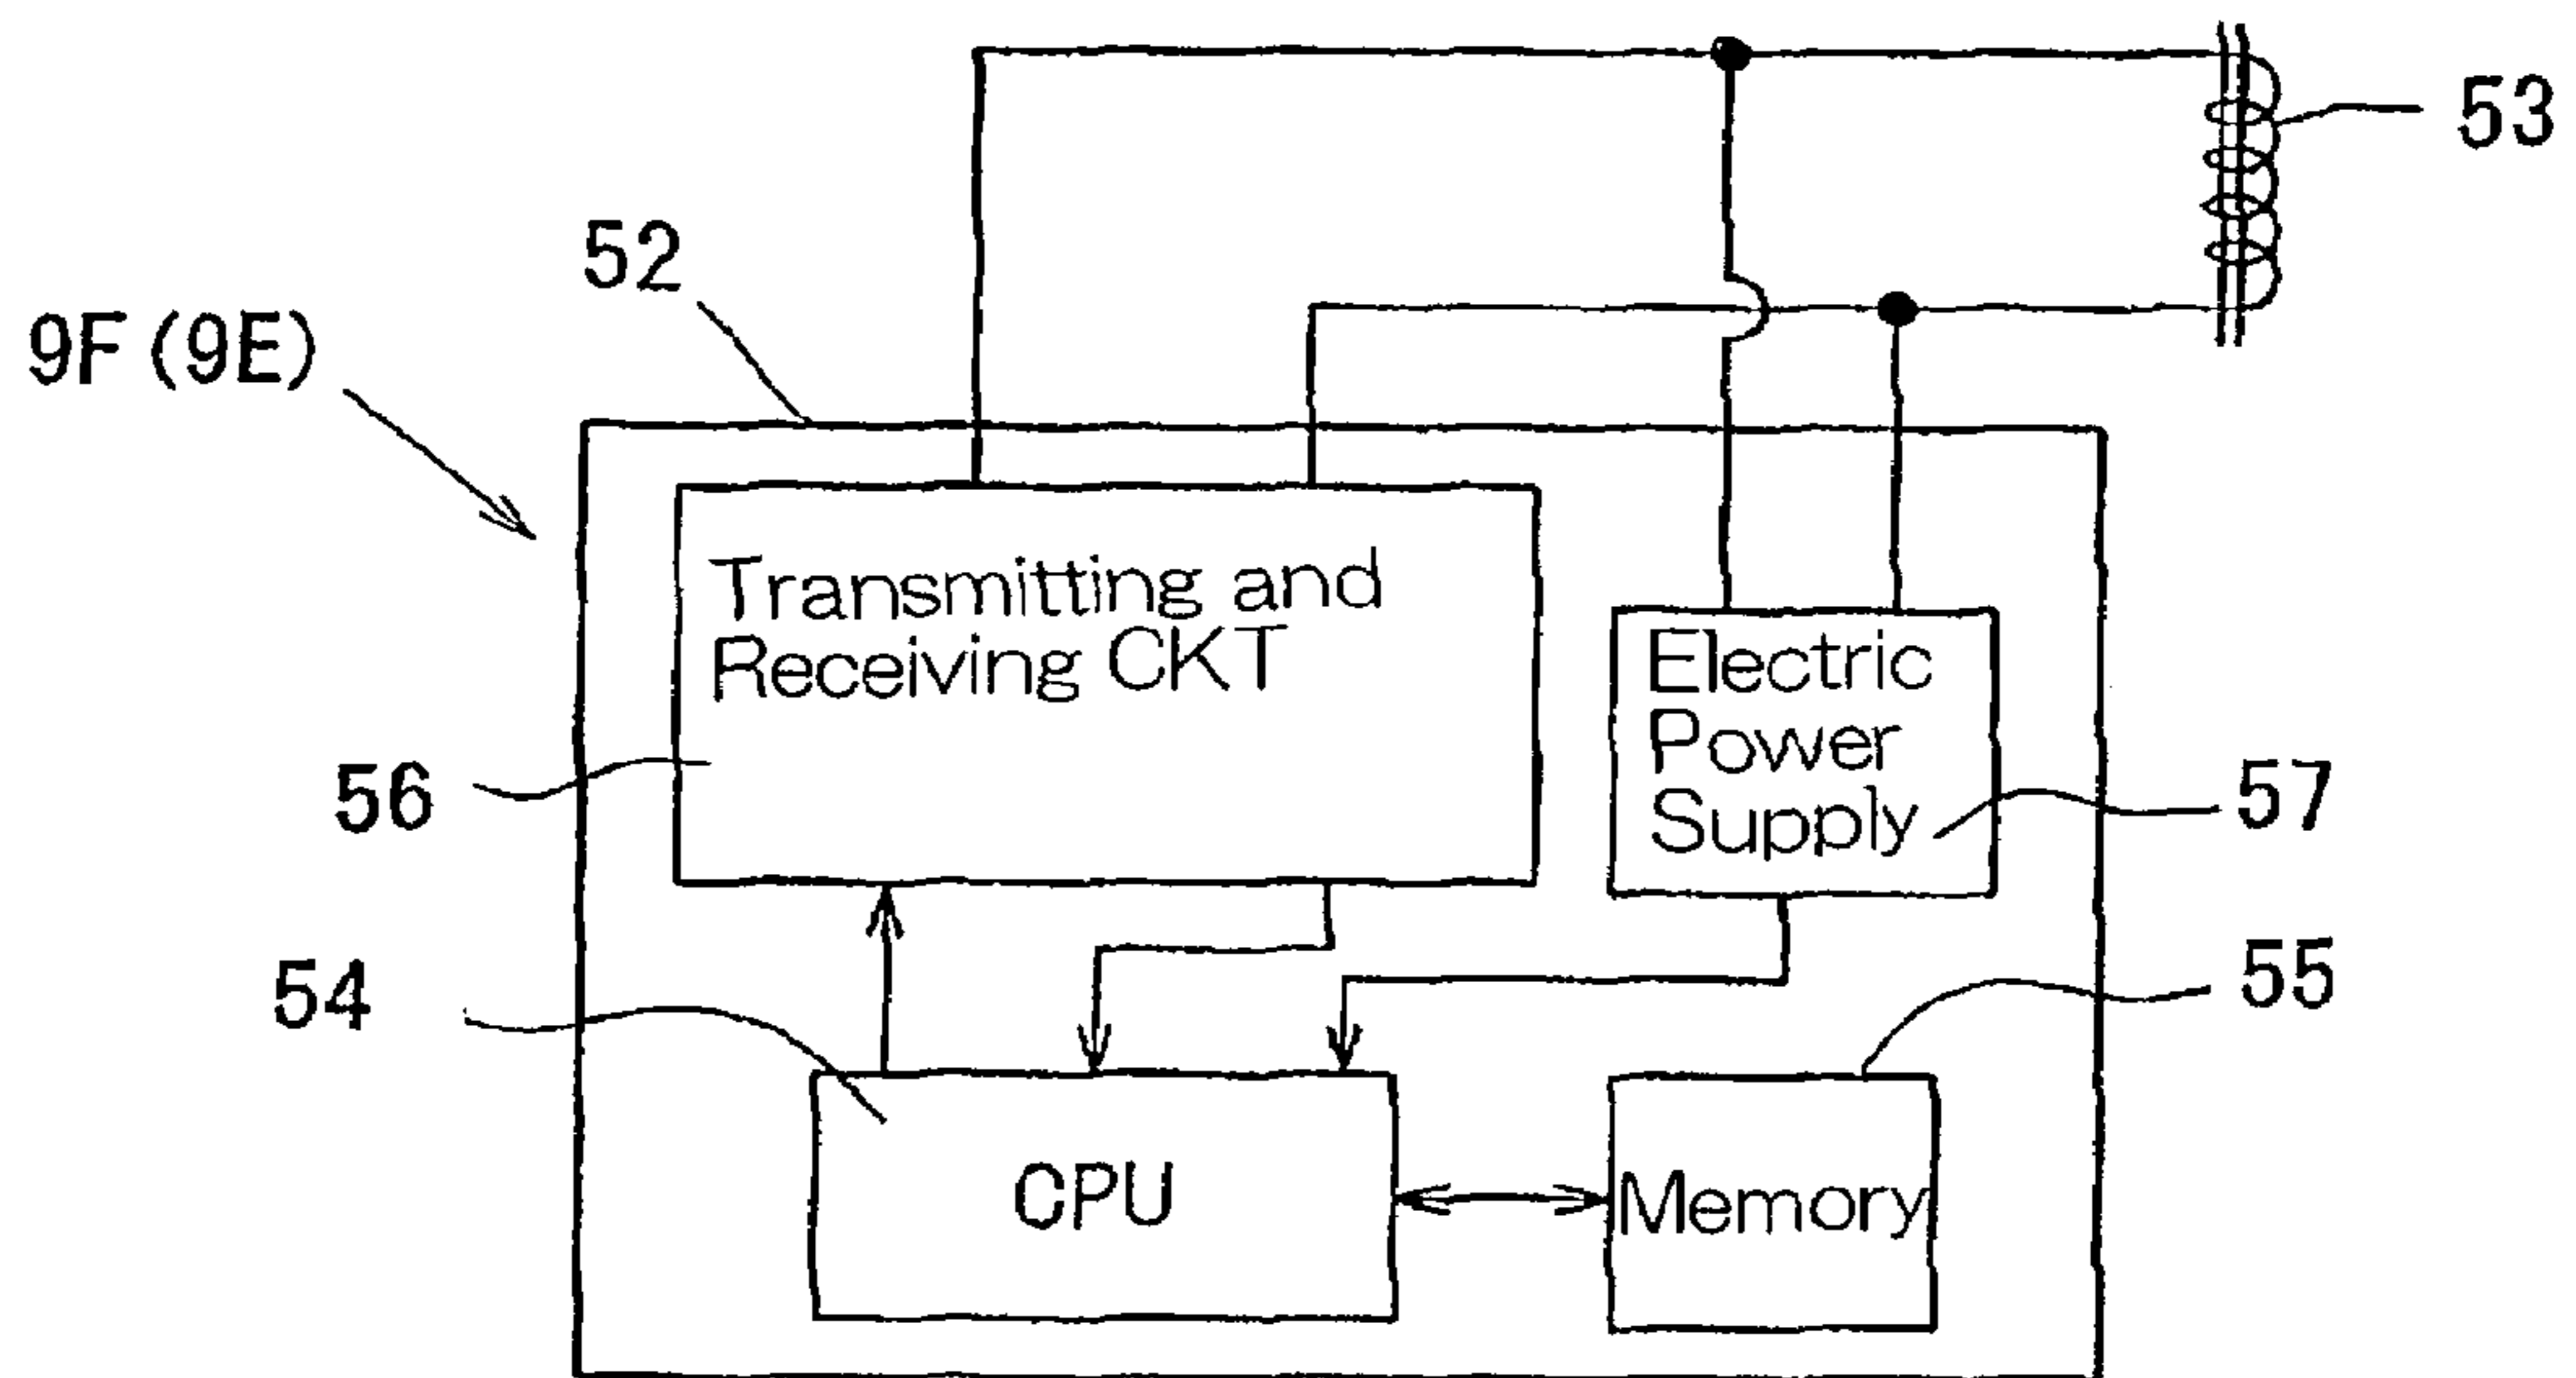 53
52
9F (9E)
Transmitting and
Receiving CKT
Electric
Power
Supply
56
57
54
55
CPU
Memory